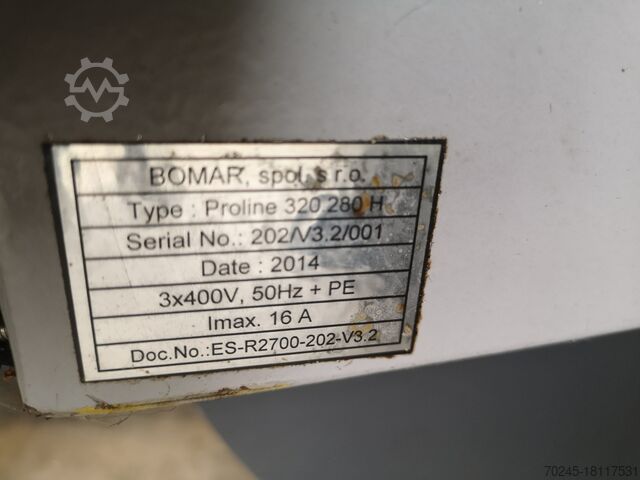 BOMAR, spol. s r.o.
Type : Proline 320 280 H
Serial No.: 202/V3.2/001
Date : 2014
3x400V, 50Hz + PE
Imax. 16 A
Doc.No.:ES-R2700-202-V3.2
70245-18117531